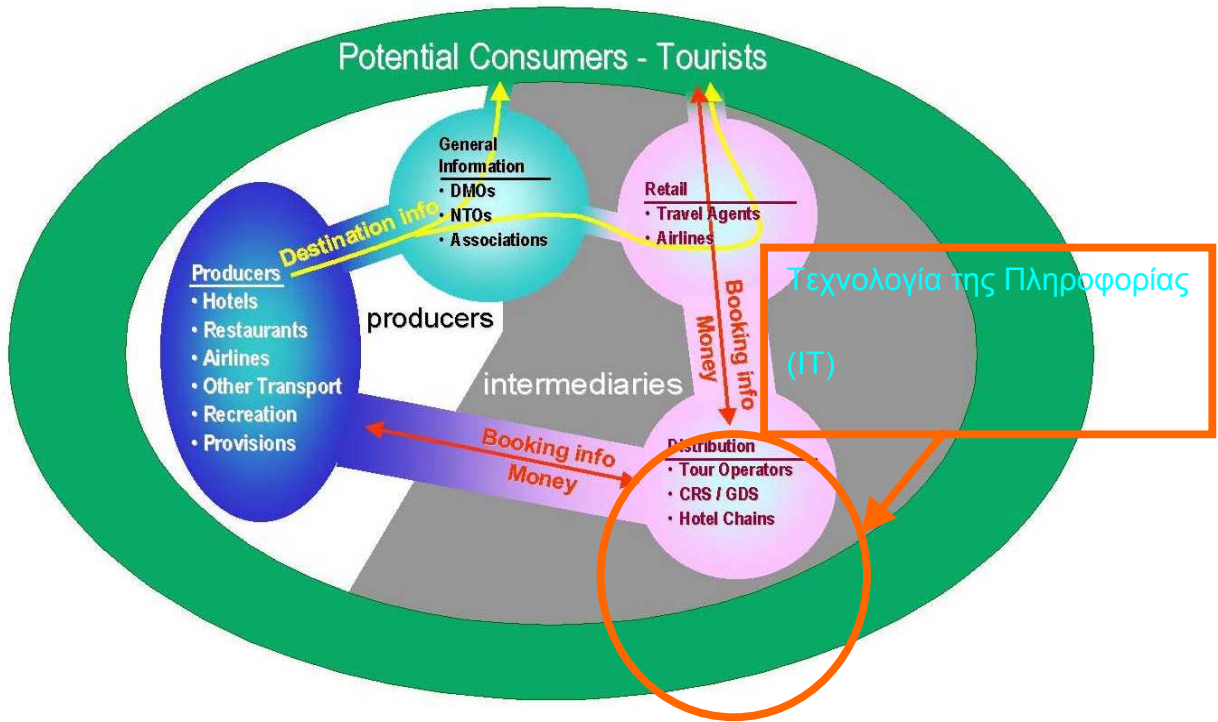 Potential Consumers - Tourists
General
Information
• DMOs
• NTOs
• Associations
Retail
• Travel Agents
• Airlines
Destination info
Producers
• Hotels
• Restaurants
• Airlines
• Other Transport
• Recreation
• Provisions
producers
intermediaries
Booking info
Money
Τεχνολογία της Πληροφορίας
(IT)
Booking info
Money
Distribution
• Tour Operators
• CRS / GDS
• Hotel Chains